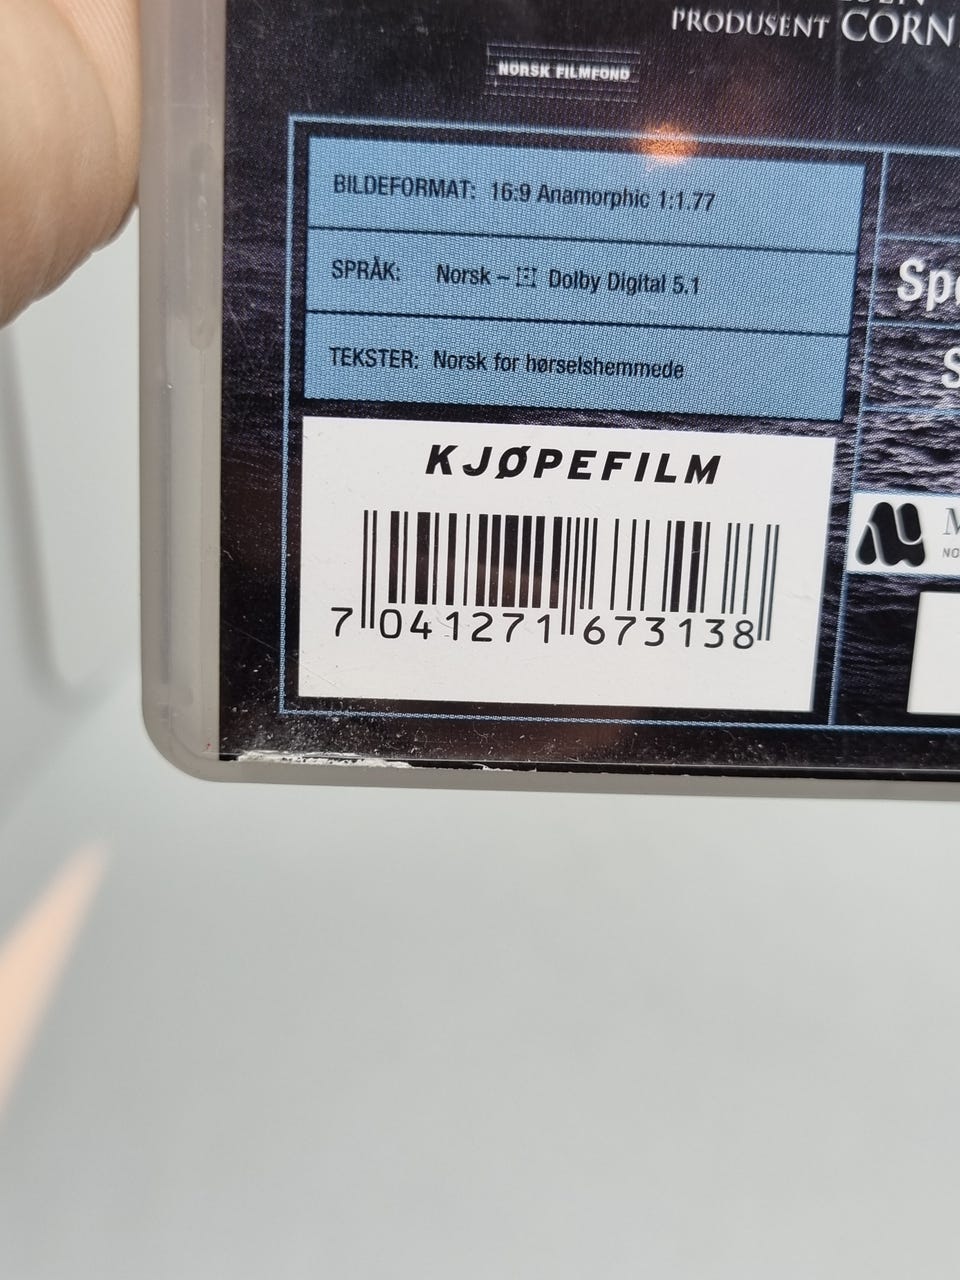 PRODUSENT CORN
NORSK FILMFOND
BILDEFORMAT: 16:9 Anamorphic 1:1.77
SPRÅK: Norsk – Dolby Digital 5.1
TEKSTER: Norsk for hørselshemmede
KJØPEFILM
7 041271 673138